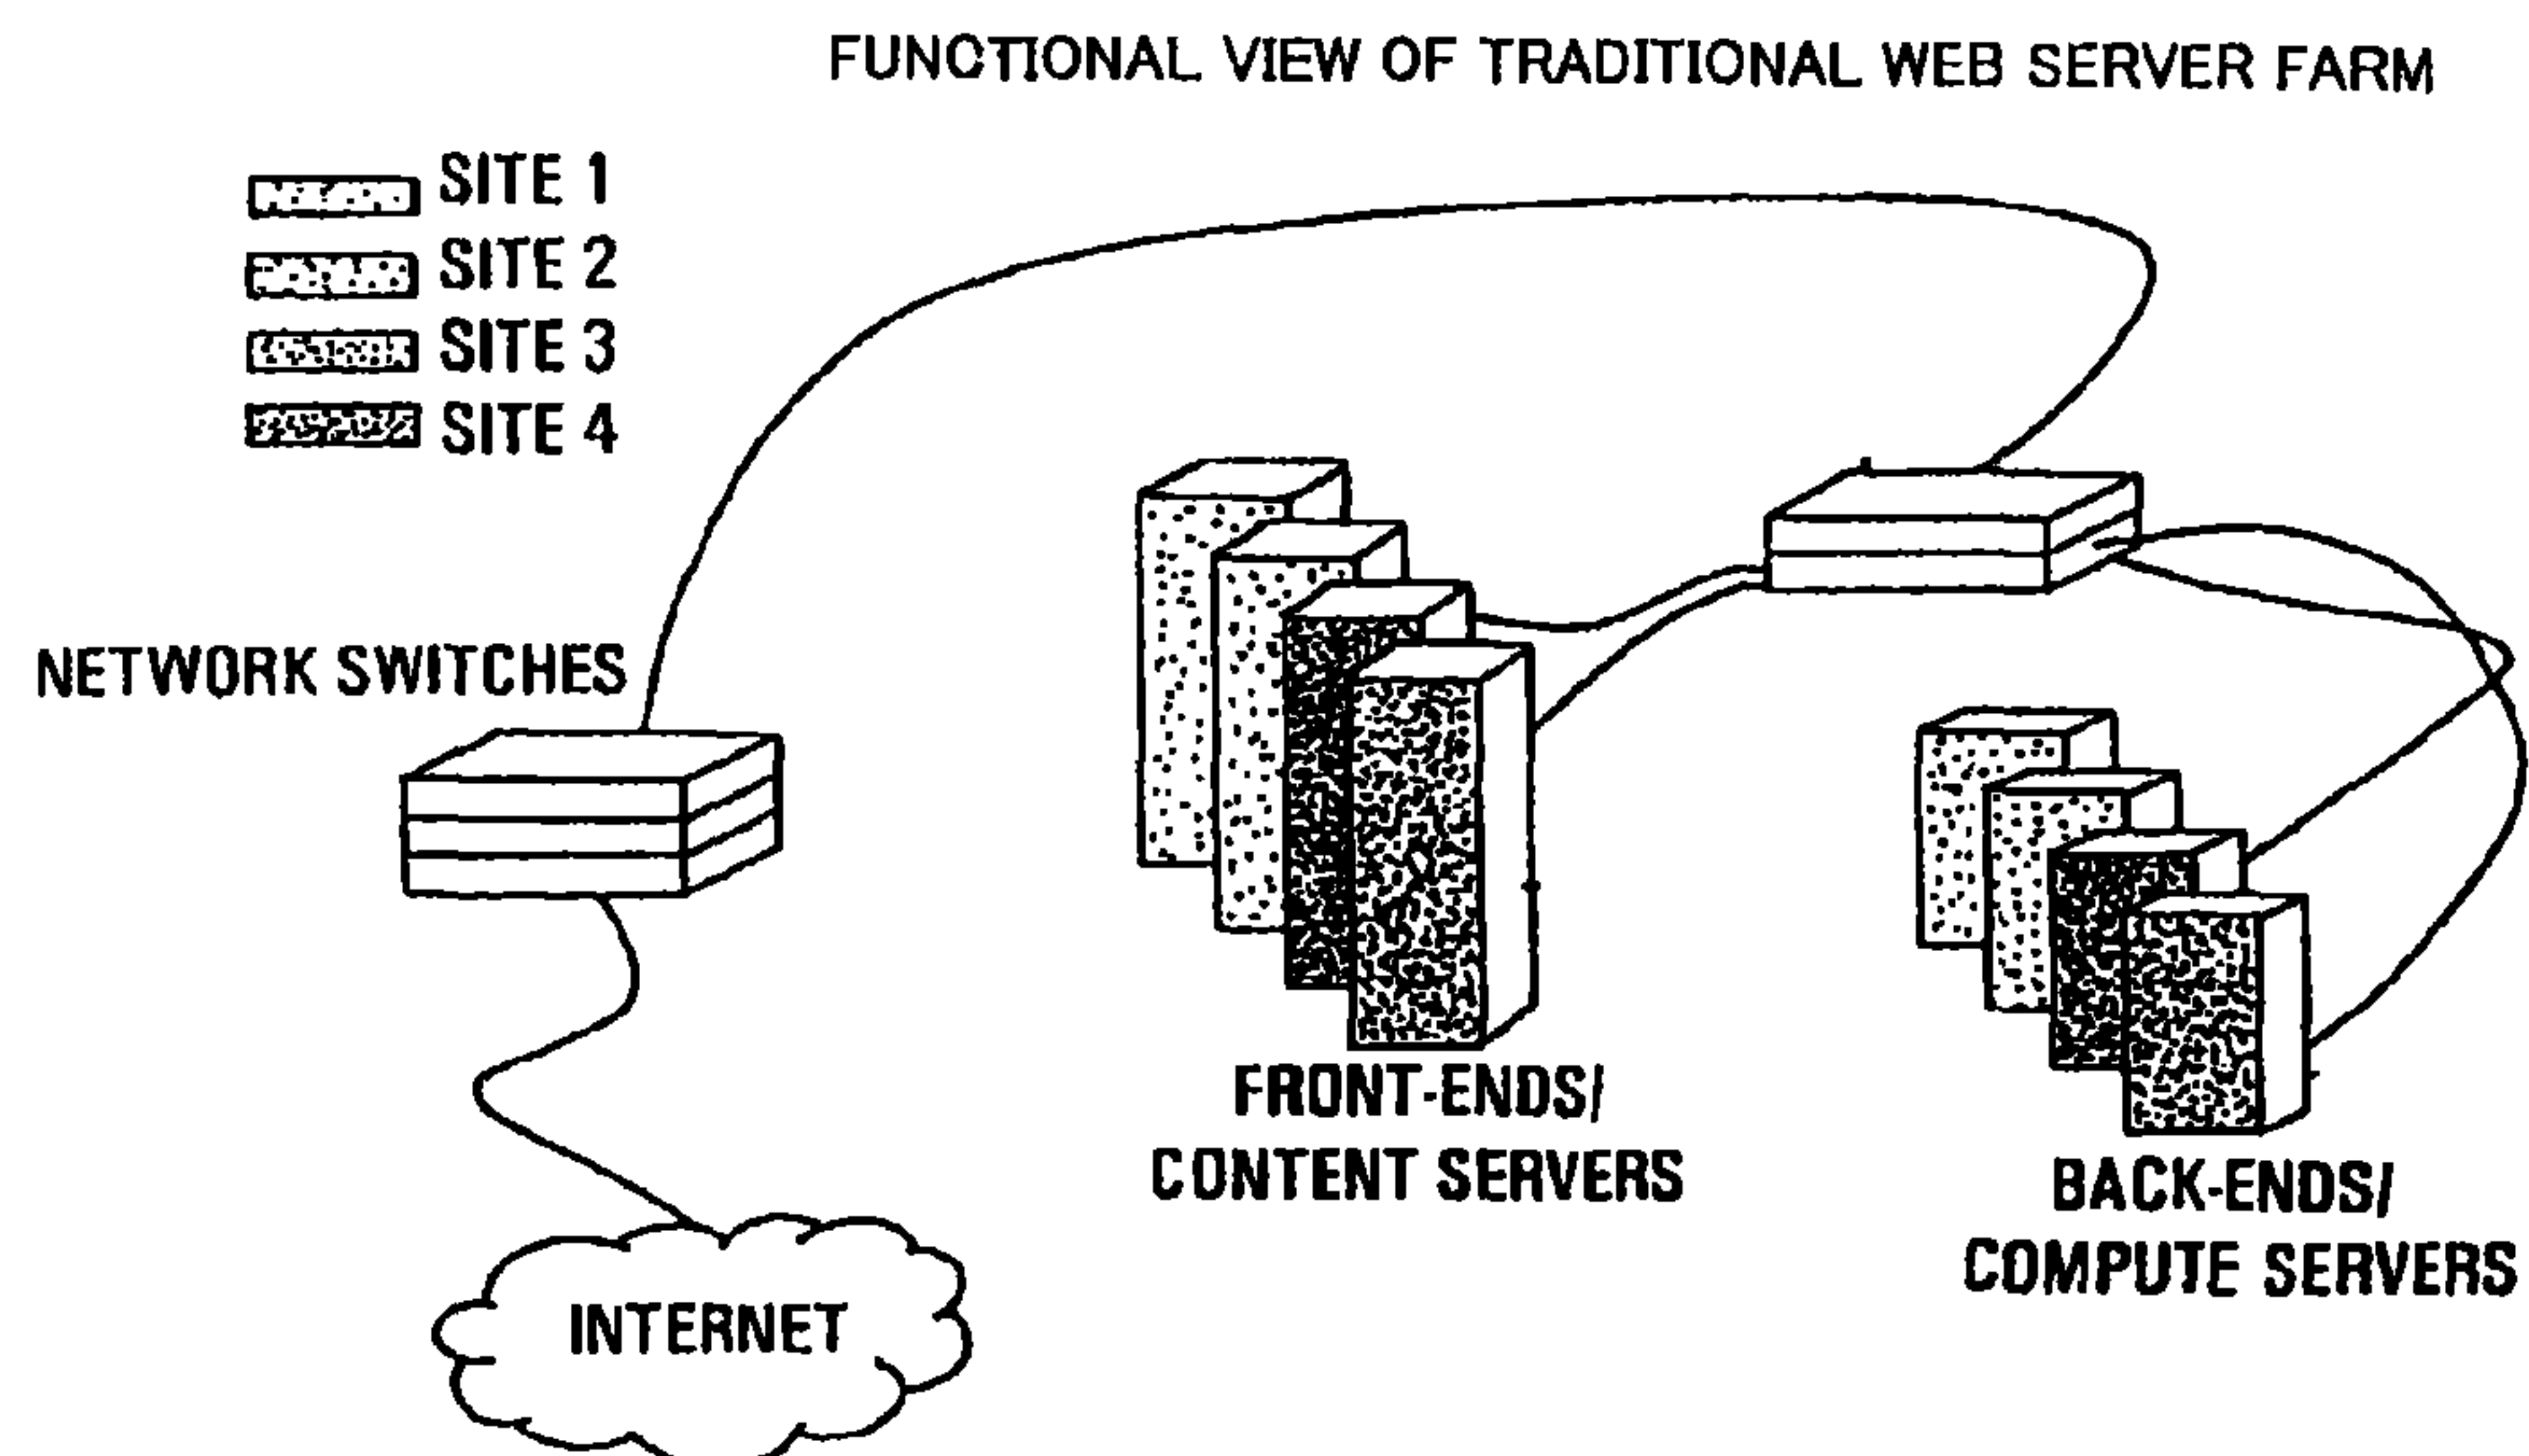 FUNCTIONAL VIEW OF TRADITIONAL WEB SERVER FARM
SITE 1
SITE 2
SITE 3
SITE 4
NETWORK SWITCHES
FRONT-ENDS/
CONTENT SERVERS
BACK-ENDS/
COMPUTE SERVERS
INTERNET